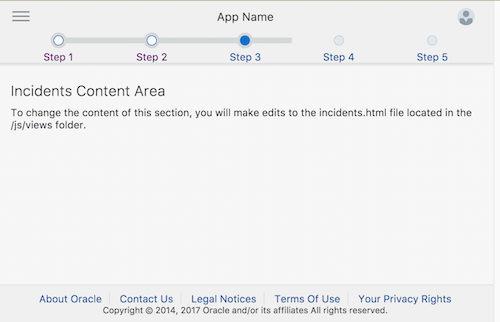 App Name
Step 1 Step 2 Step 3 Step 4 Step 5
Incidents Content Area
To change the content of this section, you will make edits to the incidents.html file located in the
/js/views folder.
About Oracle Contact Us Legal Notices Terms Of Use Your Privacy Rights
Copyright © 2014, 2017 Oracle and/or its affiliates All rights reserved.